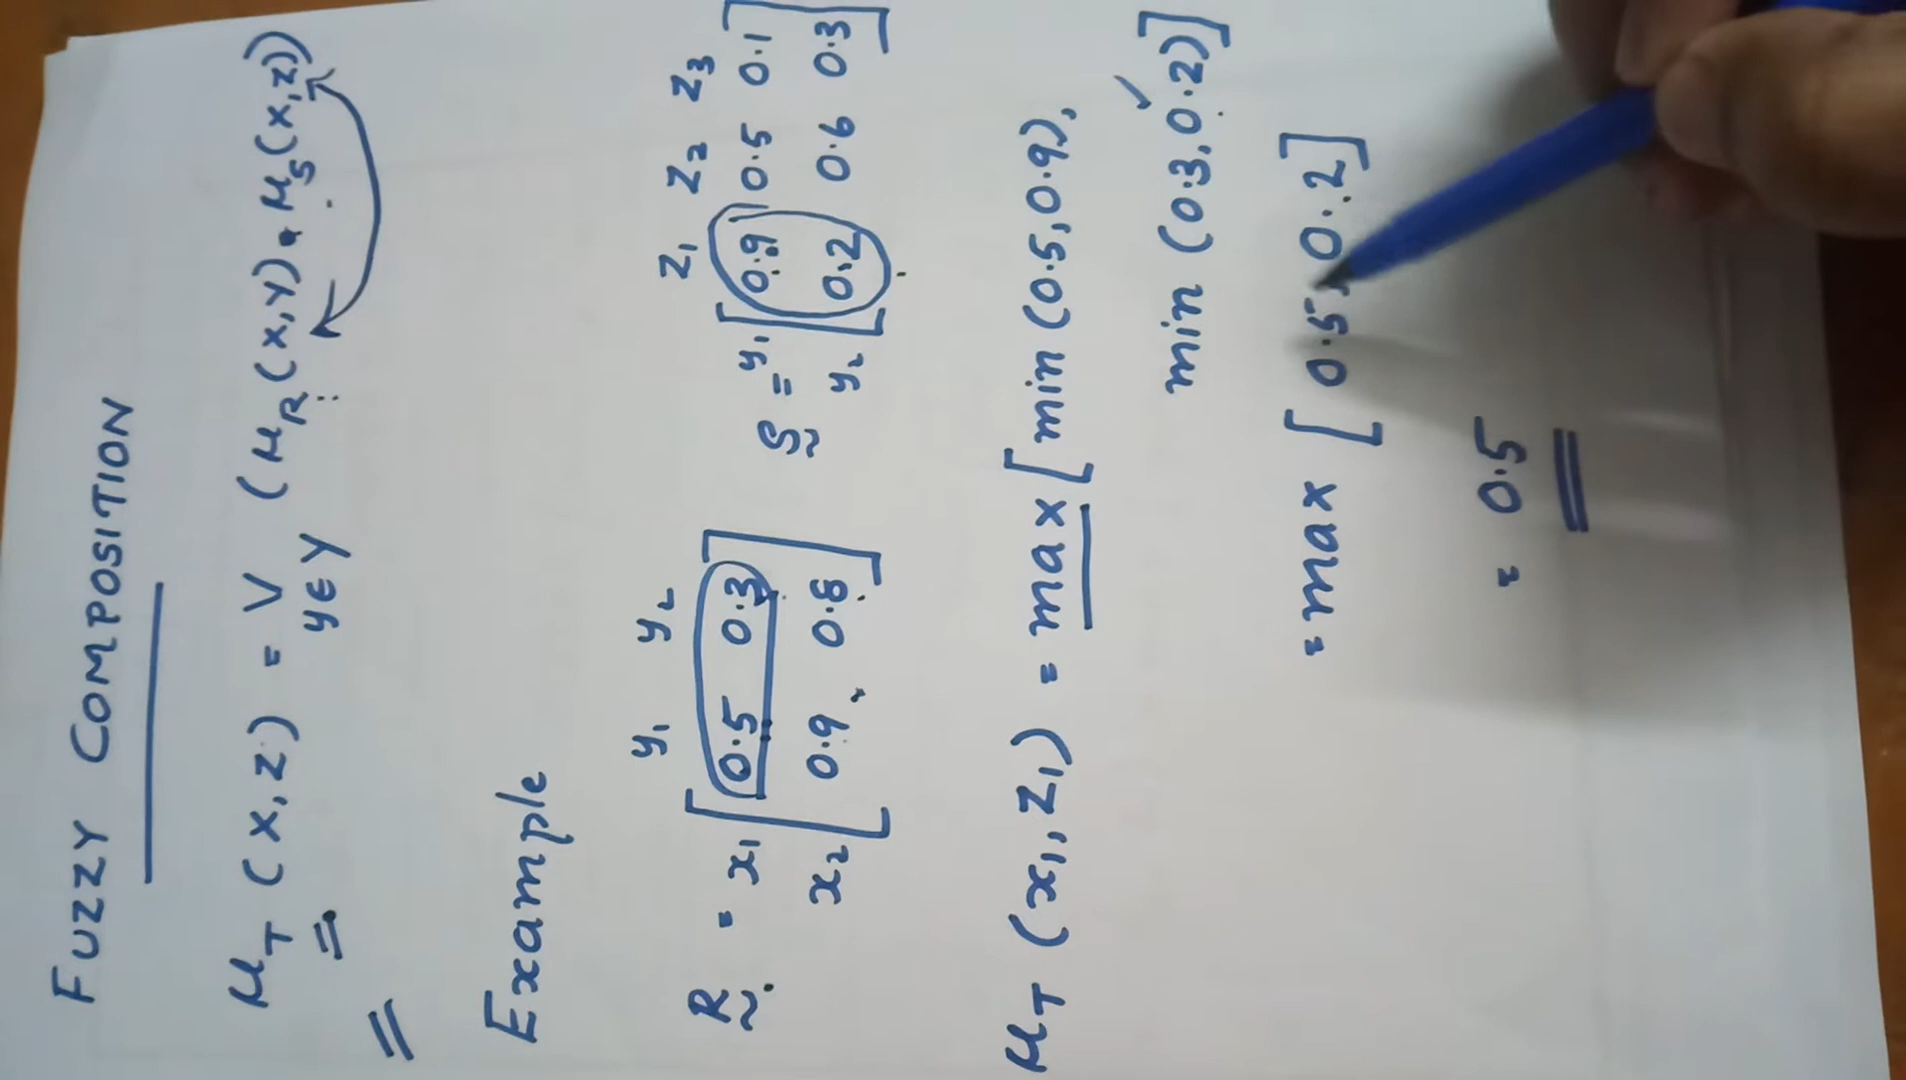 FUZZY COMPOSITION
μT (x, z) = V (μR (x, y) • μS (x, z))
y∈Y
Example
y1 y2 z1 z2 z3
R = x1 [ 0.5 0.3 ] S = y1 [ 0.9 0.5 0.1 ]
~ x2 0.9 0.8 ~ y2 0.2 0.6 0.3
μT (x1, z1) = max [ min (0.5, 0.9),
min (0.3, 0.2) ]
= max [ 0.5, 0.2 ]
= 0.5